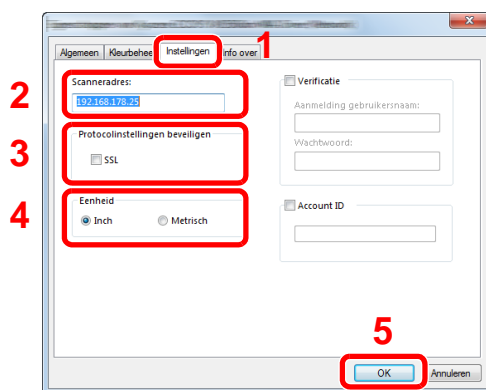 1
Algemeen Kleurbehee Instellingen Info over
2
Scanneradres:
192.168.178.25
3
Protocolinstellingen beveiligen
SSL
4
Eenheid
Inch Metrisch
Verificatie
Aanmelding gebruikersnaam:
Wachtwoord:
Account ID
5
OK Annuleren